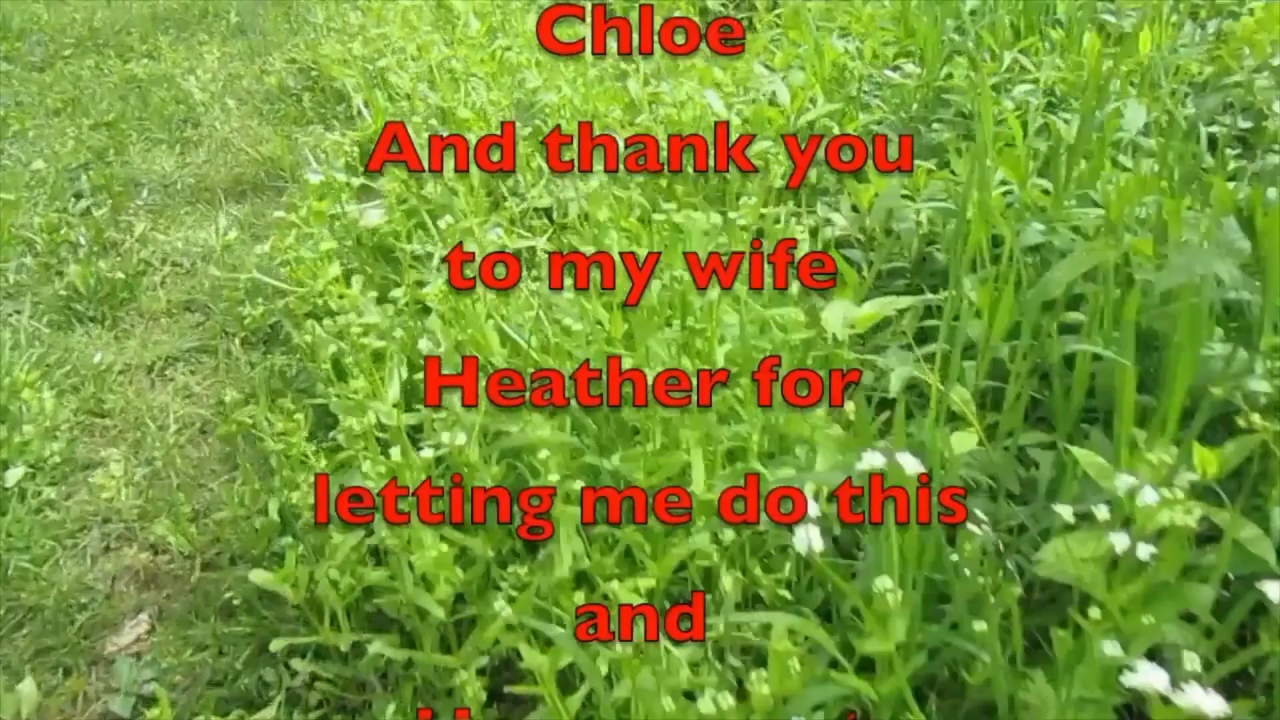 Chloe
And thank you
to my wife
Heather for
letting me do this
and